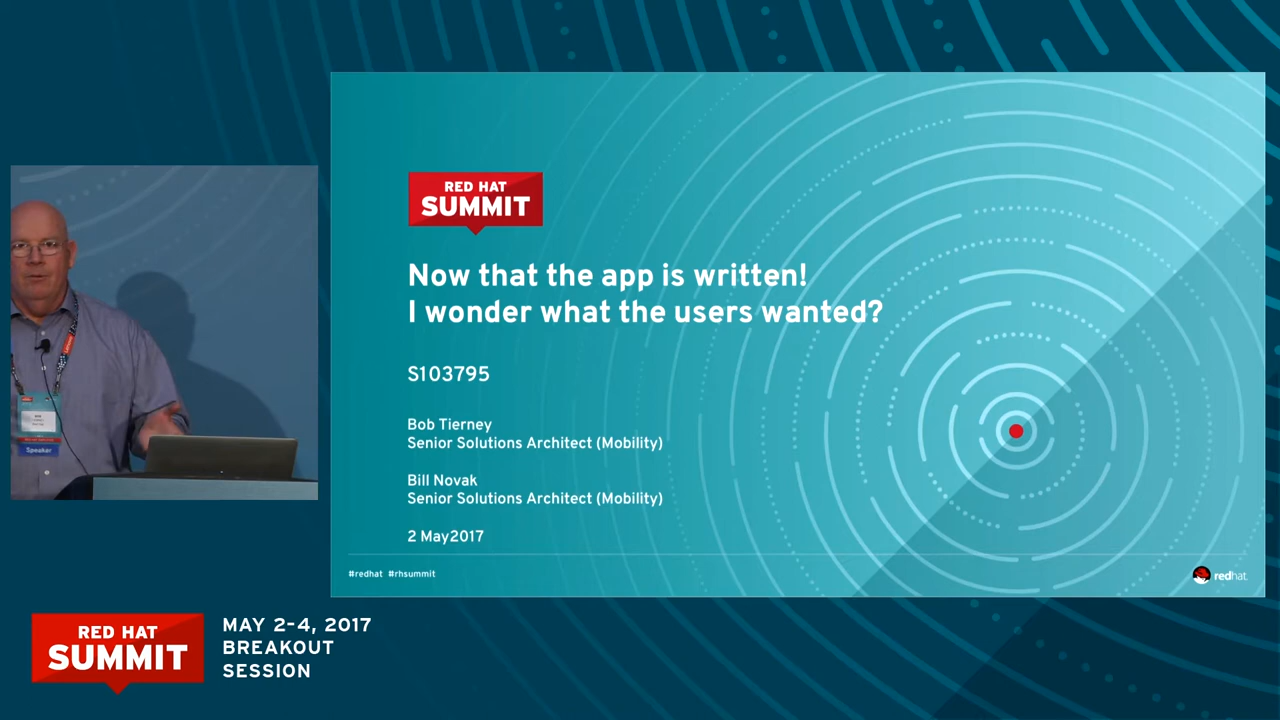 RED HAT
SUMMIT
Now that the app is written!
I wonder what the users wanted?
S103795
Bob Tierney
Senior Solutions Architect (Mobility)
Bill Novak
Senior Solutions Architect (Mobility)
2 May2017
#redhat #rhsummit
redhat.
Speaker
RED HAT
SUMMIT
MAY 2-4, 2017
BREAKOUT
SESSION